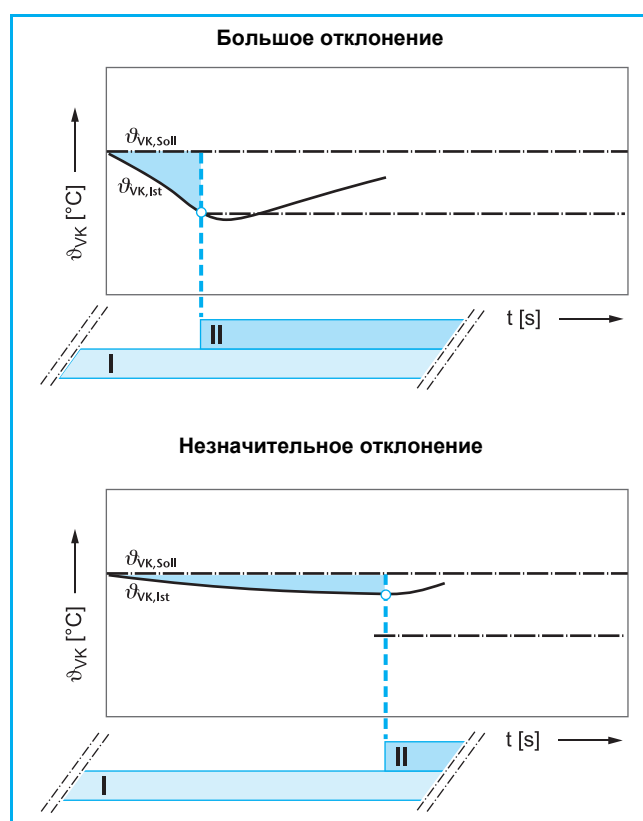 Большое отклонение
ϑVK,Soll
ϑVK,Ist
ϑVK [°C]
t [s]
II
I
Незначительное отклонение
ϑVK,Soll
ϑVK,Ist
ϑVK [°C]
t [s]
II
I